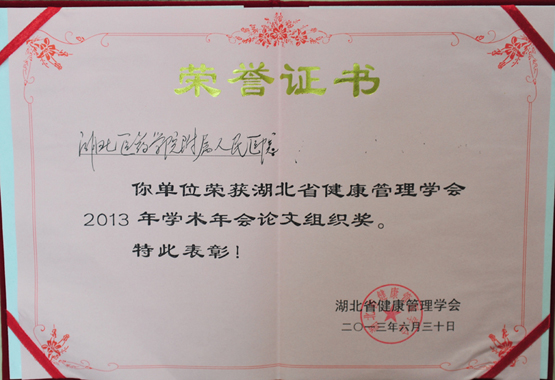 荣誉证书
湖北医药学院附属人民医院
你单位荣获湖北省健康管理学会
2013年学术年会论文组织奖。
特此表彰！
湖北省健康管理学会
二〇一三年六月三十日